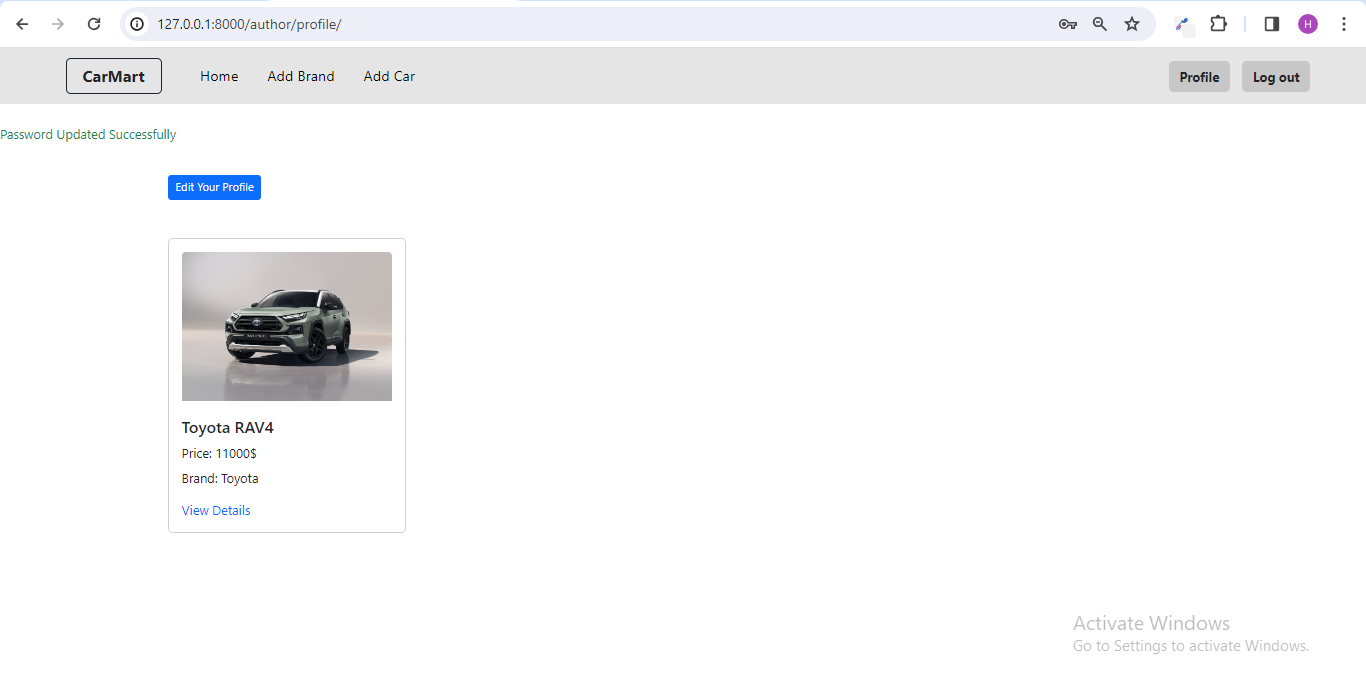 127.0.0.1:8000/author/profile/
H
CarMart
Home
Add Brand
Add Car
Profile
Log out
Password Updated Successfully
Edit Your Profile
Toyota RAV4
Price: 11000$
Brand: Toyota
View Details
Activate Windows
Go to Settings to activate Windows.